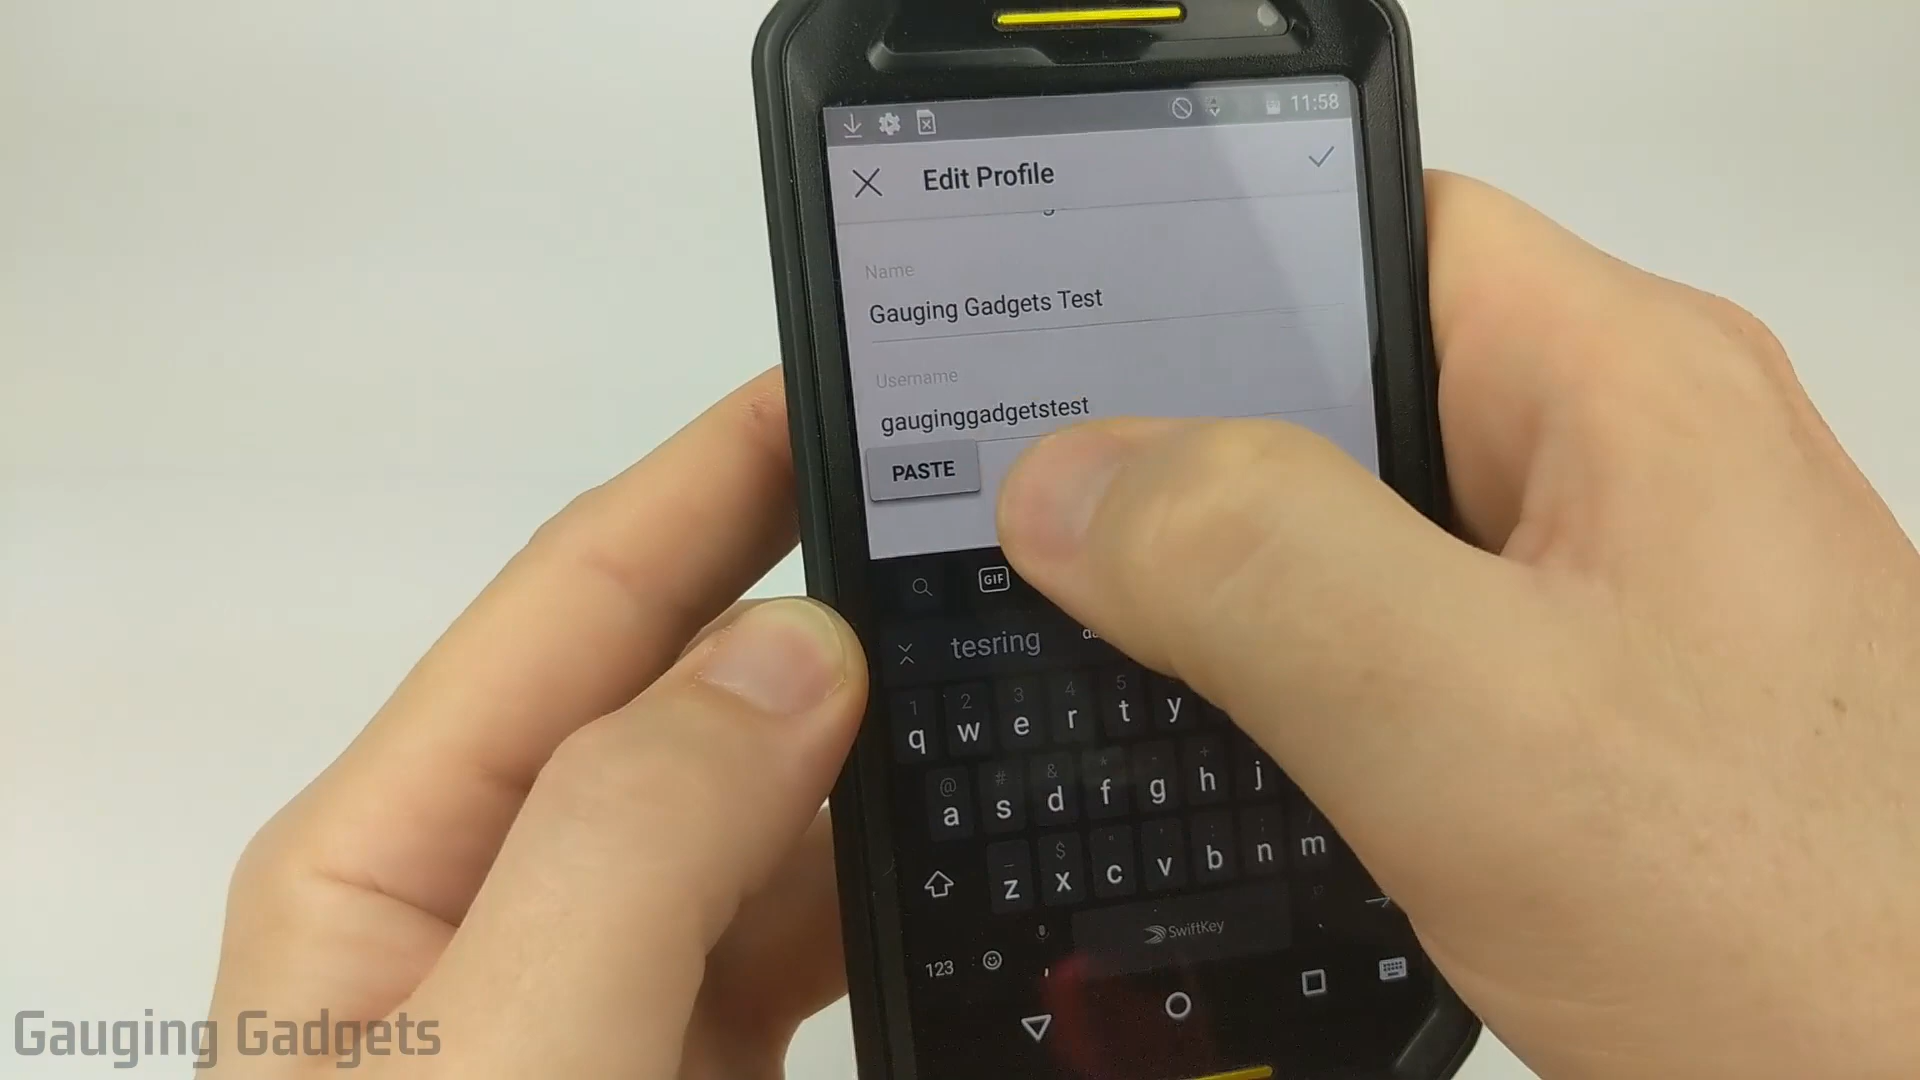 11:58
Edit Profile
Name
Gauging Gadgets Test
Username
gauginggadgetstest
PASTE
GIF
tesring
1 2 3 4 5
q w e r t y
@ # & * - +
a s d f g h j
_ $ " ' : ; /
z x c v b n m
123 , SwiftKey .
Gauging Gadgets